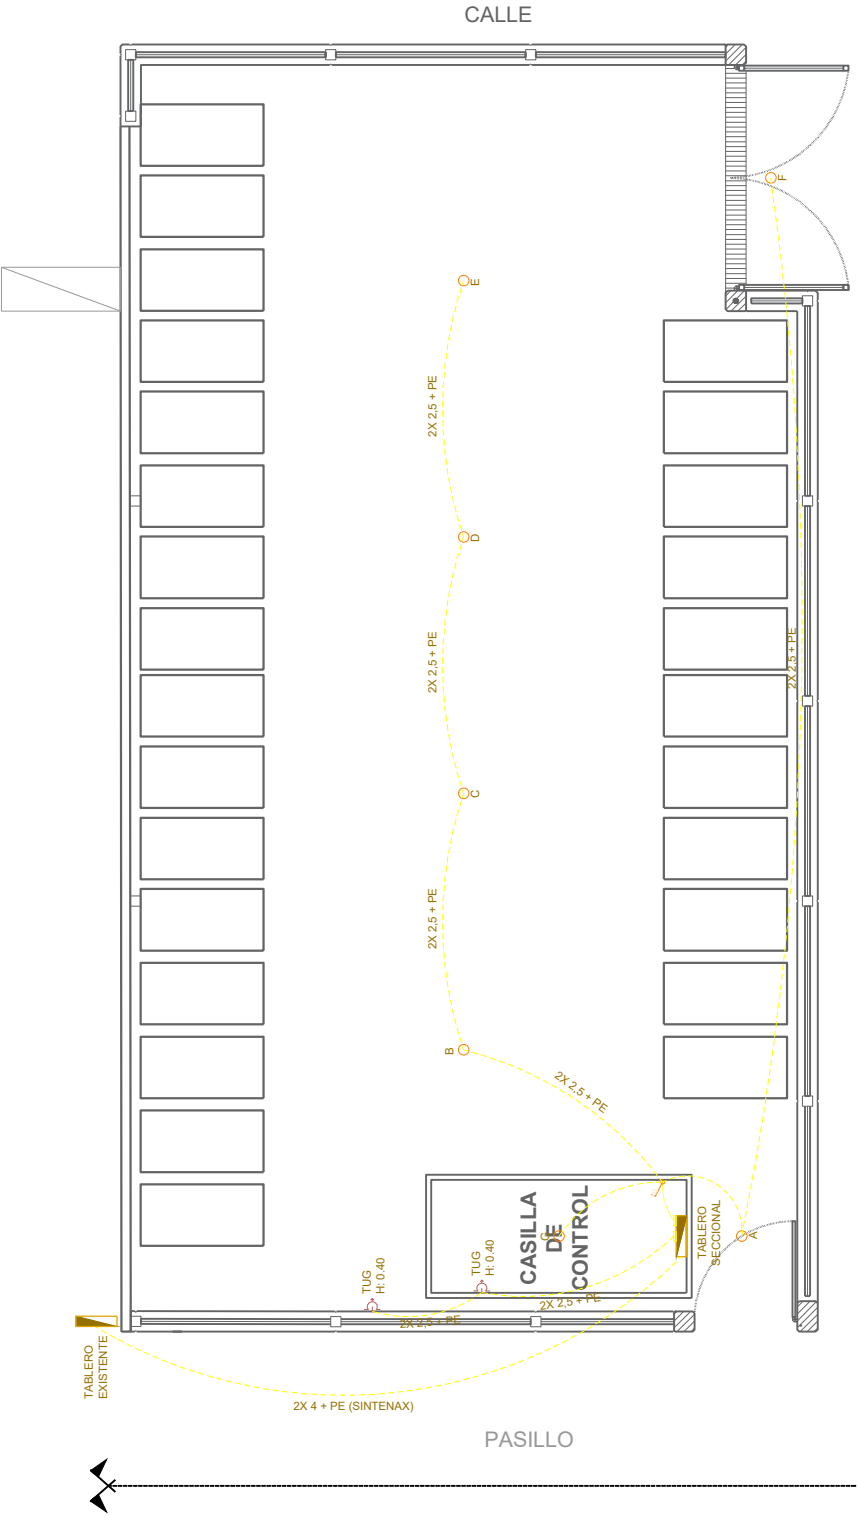 CALLE
F
E
2X 2,5 + PE
D
2X 2,5 + PE
2X 2,5 + PE
C
2X 2,5 + PE
B
2X 2,5 + PE
CASILLA
DE
CONTROL
G
TABLERO
SECCIONAL
A
TUG
H: 0.40
TUG
H: 0.40
2X 2,5 + PE
2X 2,5 + PE
TABLERO
EXISTENTE
2X 4 + PE (SINTENAX)
PASILLO